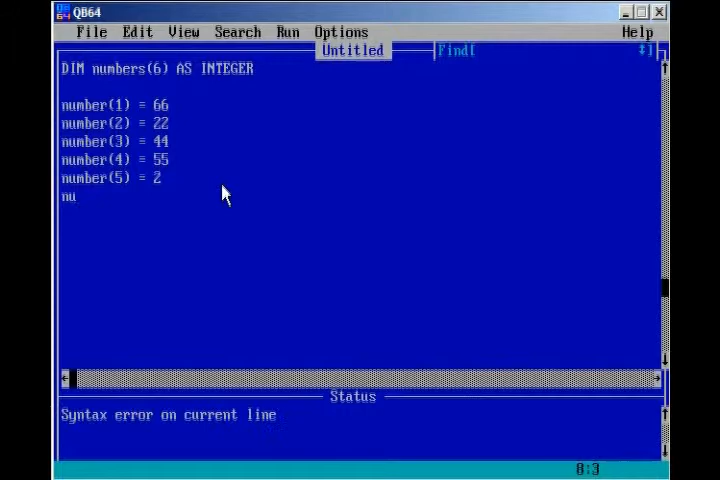 QB64
File Edit View Search Run Options Help
Untitled Find[ ↕]
DIM numbers(6) AS INTEGER
number(1) = 66
number(2) = 22
number(3) = 44
number(4) = 55
number(5) = 2
nu
Status
Syntax error on current line
8:3